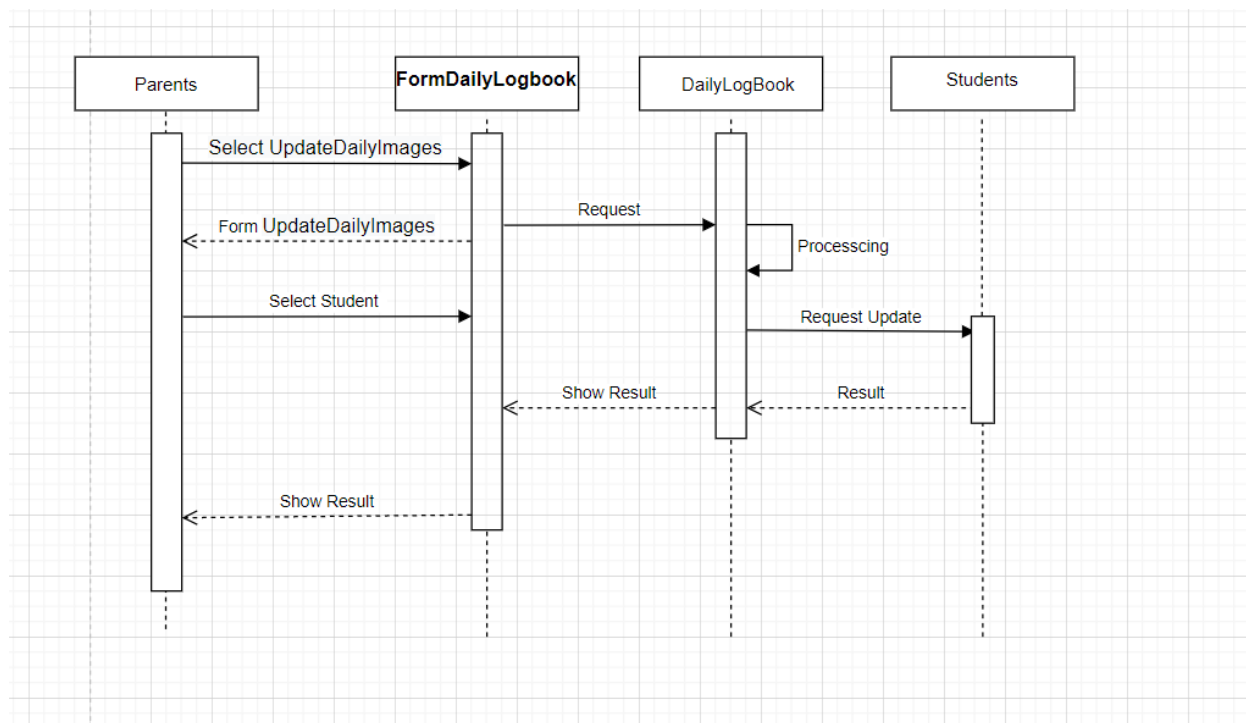 Parents
FormDailyLogbook
DailyLogBook
Students
Select UpdateDailyImages
Request
Form UpdateDailyImages
Processcing
Select Student
Request Update
Show Result
Result
Show Result